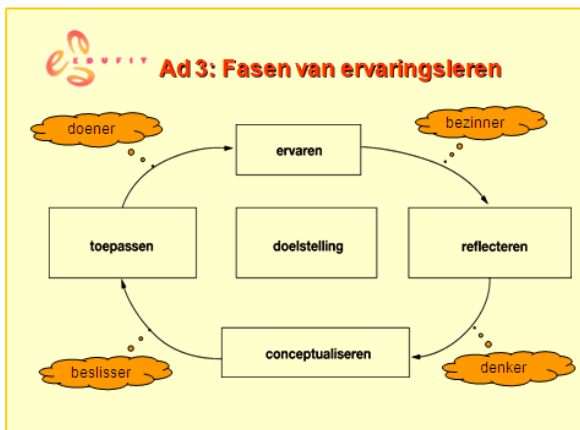 EDUFIT
Ad 3: Fasen van ervaringsleren
doener
bezinner
ervaren
toepassen
doelstelling
reflecteren
conceptualiseren
beslisser
denker